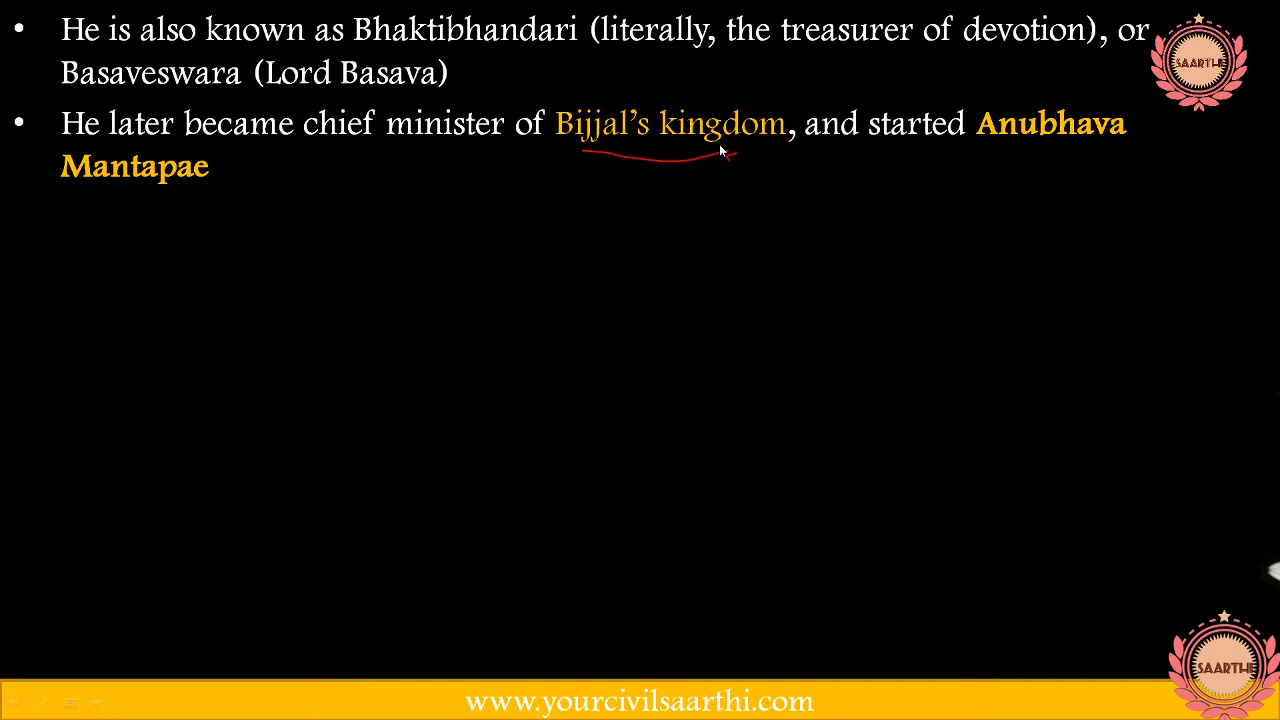 • He is also known as Bhaktibhandari (literally, the treasurer of devotion), or
Basaveswara (Lord Basava)
• He later became chief minister of Bijjal's kingdom, and started Anubhava
Mantapae
SAARTHI
SAARTHI
www.yourcivilsaarthi.com